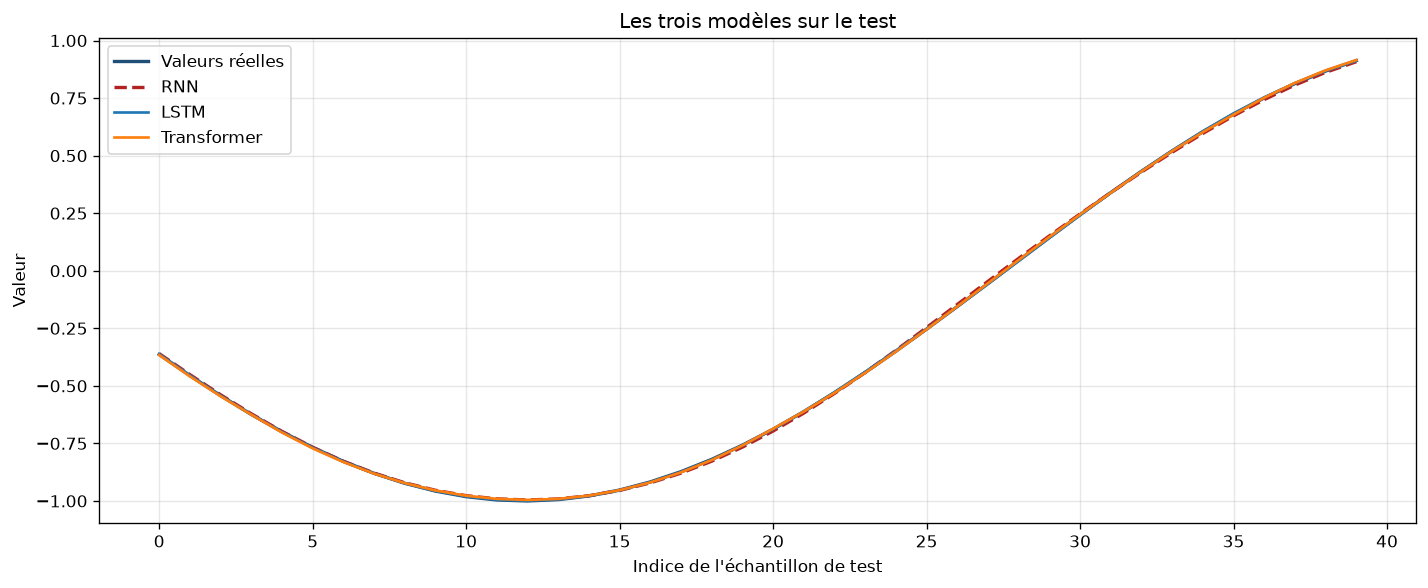 Les trois modèles sur le test
Valeurs réelles
RNN
LSTM
Transformer
1.00
0.75
0.50
0.25
0.00
−0.25
−0.50
−0.75
−1.00
Valeur
0 5 10 15 20 25 30 35 40
Indice de l'échantillon de test